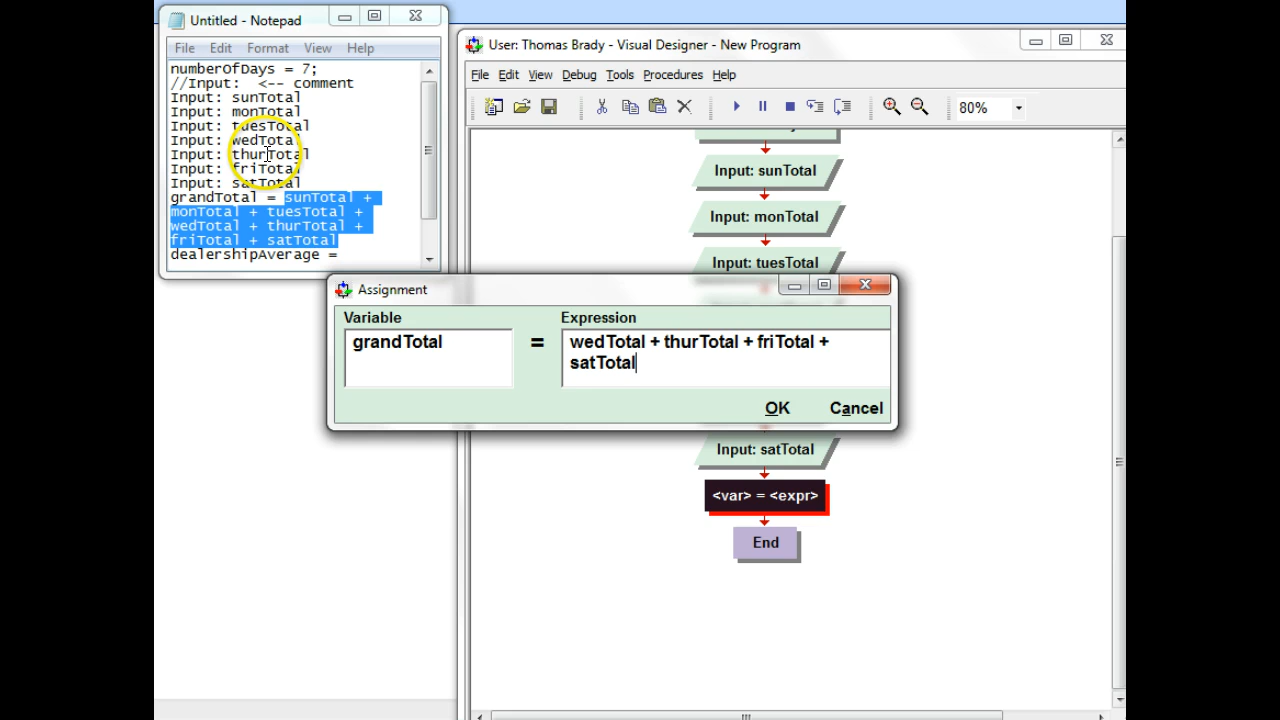 Untitled - Notepad
File Edit Format View Help
numberOfDays = 7;
//Input: <-- comment
Input: sunTotal
Input: monTotal
Input: tuesTotal
Input: wedTotal
Input: thurTotal
Input: friTotal
Input: satTotal
grandTotal = sunTotal +
monTotal + tuesTotal +
wedTotal + thurTotal +
friTotal + satTotal
dealershipAverage =
User: Thomas Brady - Visual Designer - New Program
File Edit View Debug Tools Procedures Help
80%
Input: sunTotal
Input: monTotal
Input: tuesTotal
Assignment
Variable Expression
grandTotal = wedTotal + thurTotal + friTotal +
satTotal
OK Cancel
Input: satTotal
<var> = <expr>
End